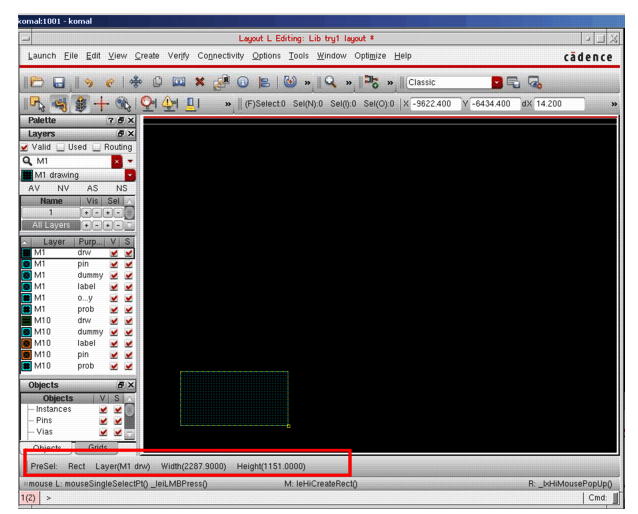 komal:1001 - komal
Layout L Editing: Lib try1 layout *
Launch File Edit View Create Verify Connectivity Options Tools Window Optimize Help
cādence
» » » Classic
» (F)Select:0 Sel(N):0 Sel(I):0 Sel(O):0 X -9622.400 Y -6434.400 dX 14.200 »
Palette ? X
Layers X
Valid Used Routing
M1
M1 drawing
AV NV AS NS
Name Vis Sel
1 + - + -
All Layers + - + -
Layer Purp... V S
M1 drw
M1 pin
M1 dummy
M1 label
M1 o...y
M1 prob
M10 drw
M10 dummy
M10 label
M10 pin
M10 prob
Objects X
Objects V S
Instances
Pins
Vias
Objects Grids
PreSel: Rect Layer(M1 drw) Width(2287.9000) Height(1151.0000)
mouse L: mouseSingleSelectPt() _leiLMBPress() M: leHiCreateRect() R: _lxHiMousePopUp()
1(2) > Cmd: